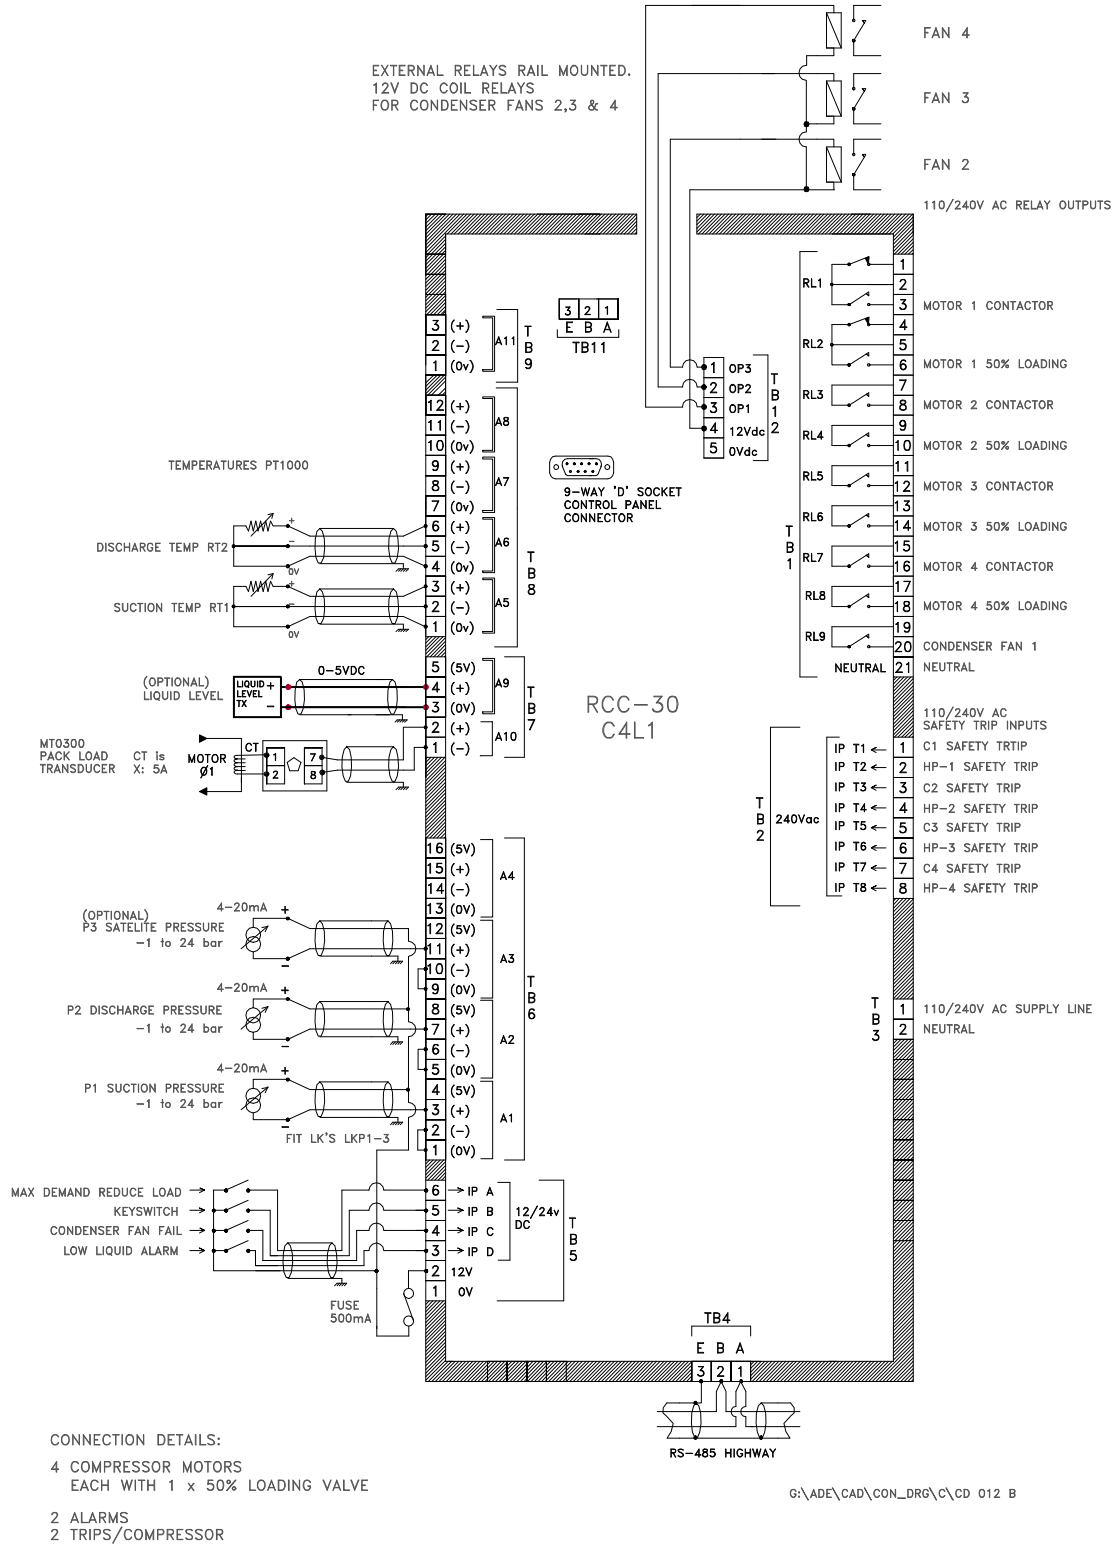 FAN 4
EXTERNAL RELAYS RAIL MOUNTED.
12V DC COIL RELAYS
FOR CONDENSER FANS 2,3 & 4
FAN 3
FAN 2
110/240V AC RELAY OUTPUTS
3 (+)
2 (-)
1 (0v)
A11
TB9
3 2 1
E B A
TB11
12 (+)
11 (-)
10 (0v)
A8
9 (+)
8 (-)
7 (0v)
A7
6 (+)
5 (-)
4 (0v)
A6
3 (+)
2 (-)
1 (0v)
A5
TB8
TEMPERATURES PT1000
DISCHARGE TEMP RT2
+
-
0V
SUCTION TEMP RT1
+
-
0V
9-WAY 'D' SOCKET
CONTROL PANEL
CONNECTOR
1 OP3
2 OP2
3 OP1
4 12Vdc
5 0Vdc
TB12
RL1
1
2
3 MOTOR 1 CONTACTOR
RL2
4
5
6 MOTOR 1 50% LOADING
RL3
7
8 MOTOR 2 CONTACTOR
RL4
9
10 MOTOR 2 50% LOADING
RL5
11
12 MOTOR 3 CONTACTOR
RL6
13
14 MOTOR 3 50% LOADING
RL7
15
16 MOTOR 4 CONTACTOR
RL8
17
18 MOTOR 4 50% LOADING
RL9
19
20 CONDENSER FAN 1
NEUTRAL 21 NEUTRAL
TB1
5 (5V)
4 (+)
3 (0V)
A9
2 (+)
1 (-)
A10
TB7
0-5VDC
(OPTIONAL)
LIQUID LEVEL
LIQUID +
LEVEL
TX -
MT0300
PACK LOAD
TRANSDUCER
CT is
X: 5A
MOTOR
Ø1
CT
1 7
2 8
RCC-30
C4L1
110/240V AC
SAFETY TRIP INPUTS
IP T1 1 C1 SAFETY TRTIP
IP T2 2 HP-1 SAFETY TRIP
IP T3 3 C2 SAFETY TRIP
IP T4 4 HP-2 SAFETY TRIP
IP T5 5 C3 SAFETY TRIP
IP T6 6 HP-3 SAFETY TRIP
IP T7 7 C4 SAFETY TRIP
IP T8 8 HP-4 SAFETY TRIP
TB2
240Vac
16 (5V)
15 (+)
14 (-)
13 (0V)
A4
12 (5V)
11 (+)
10 (-)
9 (0V)
A3
8 (5V)
7 (+)
6 (-)
5 (0V)
A2
4 (5V)
3 (+)
2 (-)
1 (0V)
A1
TB6
(OPTIONAL)
P3 SATELITE PRESSURE
-1 to 24 bar
4-20mA
+
-
P2 DISCHARGE PRESSURE
-1 to 24 bar
4-20mA
+
-
P1 SUCTION PRESSURE
-1 to 24 bar
4-20mA
+
-
FIT LK'S LKP1-3
TB3
1 110/240V AC SUPPLY LINE
2 NEUTRAL
MAX DEMAND REDUCE LOAD
KEYSWITCH
CONDENSER FAN FAIL
LOW LIQUID ALARM
6 IP A
5 IP B
4 IP C
3 IP D
2 12V
1 0V
12/24v
DC
TB5
FUSE
500mA
TB4
E B A
3 2 1
RS-485 HIGHWAY
CONNECTION DETAILS:
4 COMPRESSOR MOTORS
EACH WITH 1 x 50% LOADING VALVE
2 ALARMS
2 TRIPS/COMPRESSOR
G:\ADE\CAD\CON_DRG\C\CD 012 B